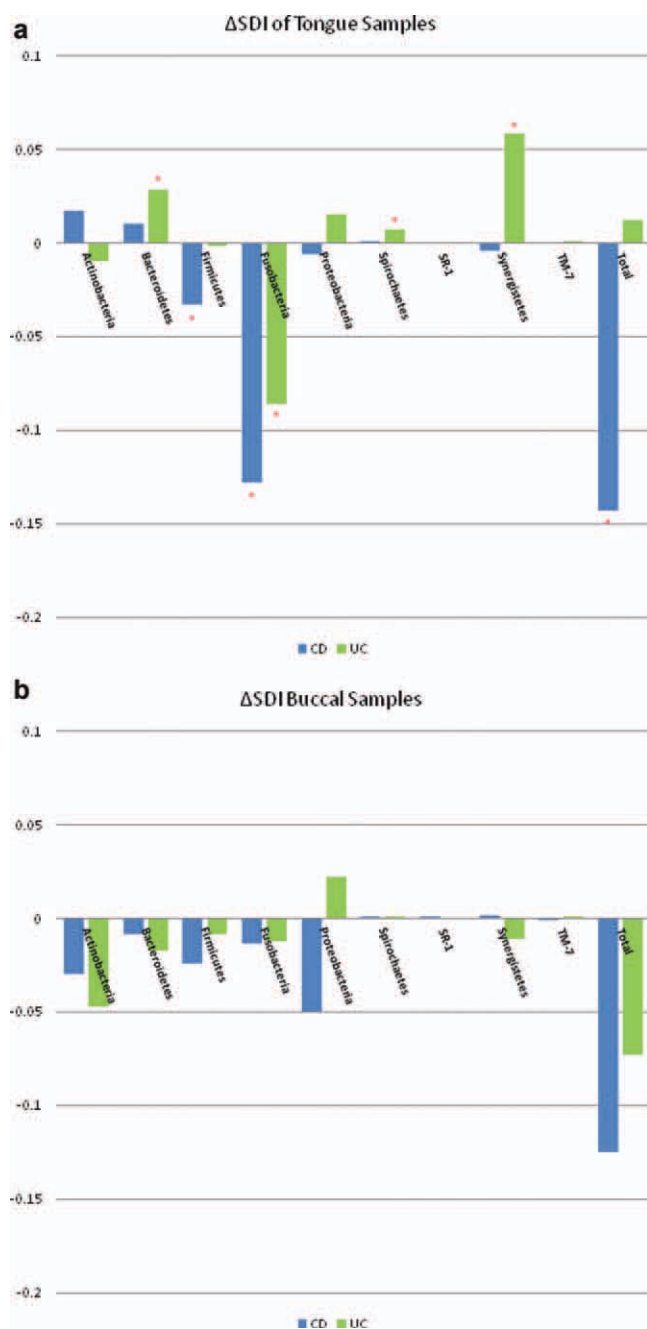 a
ΔSDI of Tongue Samples
0.1
0.05
0
-0.05
-0.1
-0.15
-0.2
Actinobacteria
Bacteroidetes
Firmicutes
Fusobacteria
Proteobacteria
Spirochaetes
SR-1
Synergistetes
TM-7
Total
*
*
*
*
*
*
*
CD UC
b
ΔSDI Buccal Samples
0.1
0.05
0
-0.05
-0.1
-0.15
-0.2
Actinobacteria
Bacteroidetes
Firmicutes
Fusobacteria
Proteobacteria
Spirochaetes
SR-1
Synergistetes
TM-7
Total
CD UC